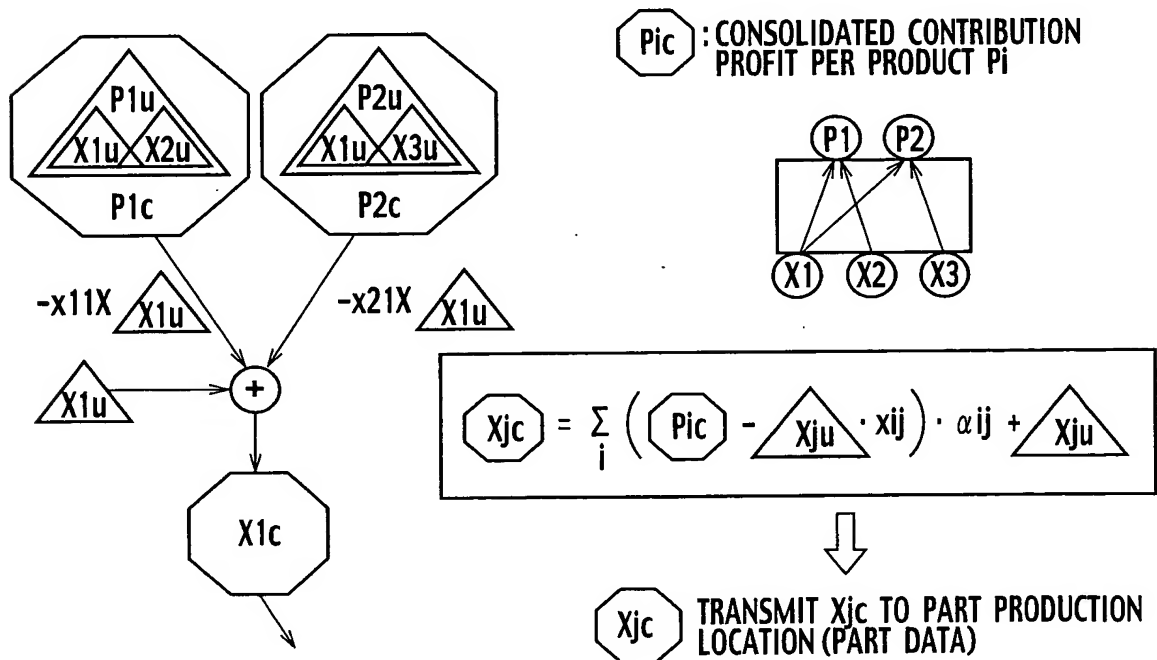 Pic : CONSOLIDATED CONTRIBUTION
PROFIT PER PRODUCT Pi
P1u
X1u X2u
P1c
P2u
X1u X3u
P2c
P1 P2
X1 X2 X3
-x11X X1u
-x21X X1u
X1u
+
X1c
Xjc = Σ i ( Pic - Xju · xij ) · αij + Xju
Xjc TRANSMIT Xjc TO PART PRODUCTION
LOCATION (PART DATA)